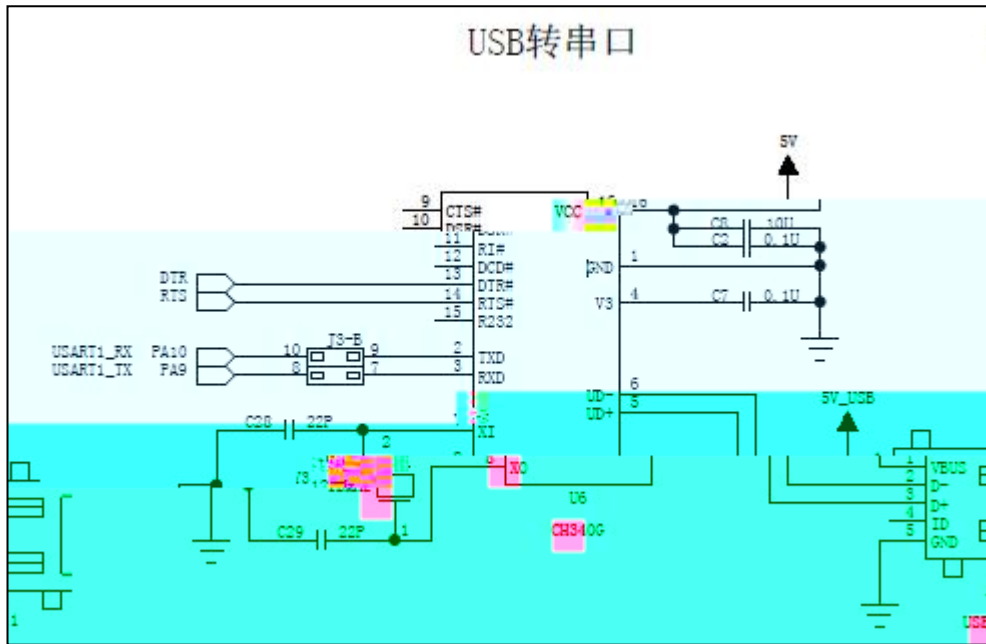 USB转串口
5V
9 CTS# VCC
10
C8 10U
11 RI# C2 0.1U
12 DCD# GND 1
DTR 13 DTR#
RTS 14 RTS# V3 4 C7 0.1U
15 R232
J3-B
USART1_RX PA10 10 9 2 TXD
USART1_TX PA9 8 7 3 RXD
UD- 6
UD+ 5
5V_USB
C28 22P XI
2
XO
1 VBUS
2 D-
3 D+
4 ID
5 GND
U6
C29 22P 1
CH340G
1
USB